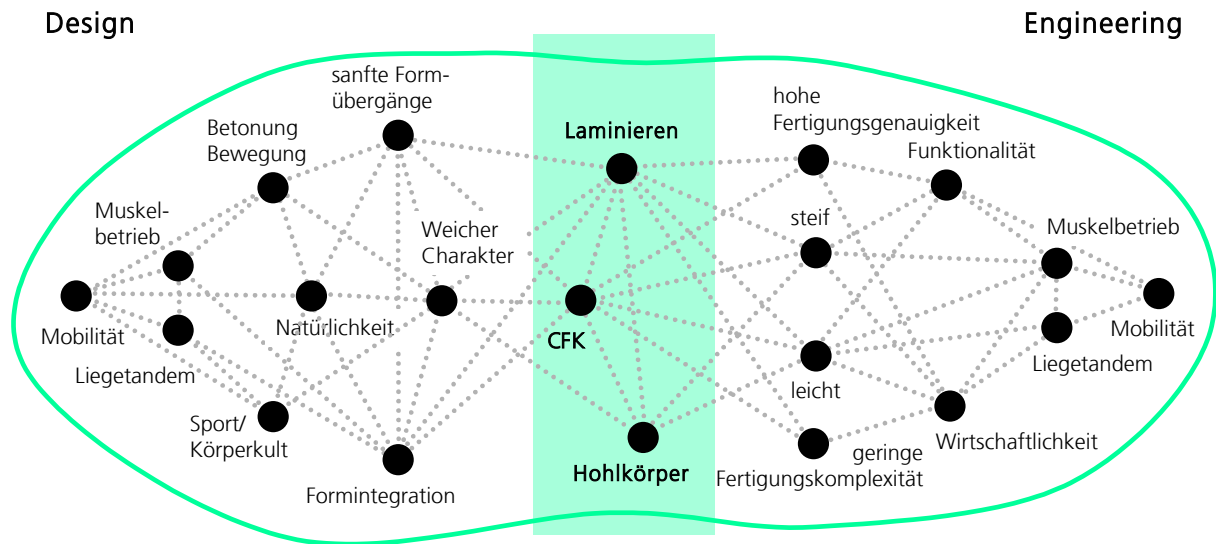 Design
Engineering
sanfte Form-
übergänge
Betonung
Bewegung
Muskel-
betrieb
Weicher
Charakter
Mobilität
Natürlichkeit
Liegetandem
Sport/
Körperkult
Formintegration
Laminieren
CFK
Hohlkörper
hohe
Fertigungsgenauigkeit
Funktionalität
steif
Muskelbetrieb
Mobilität
Liegetandem
leicht
Wirtschaftlichkeit
geringe
Fertigungskomplexität